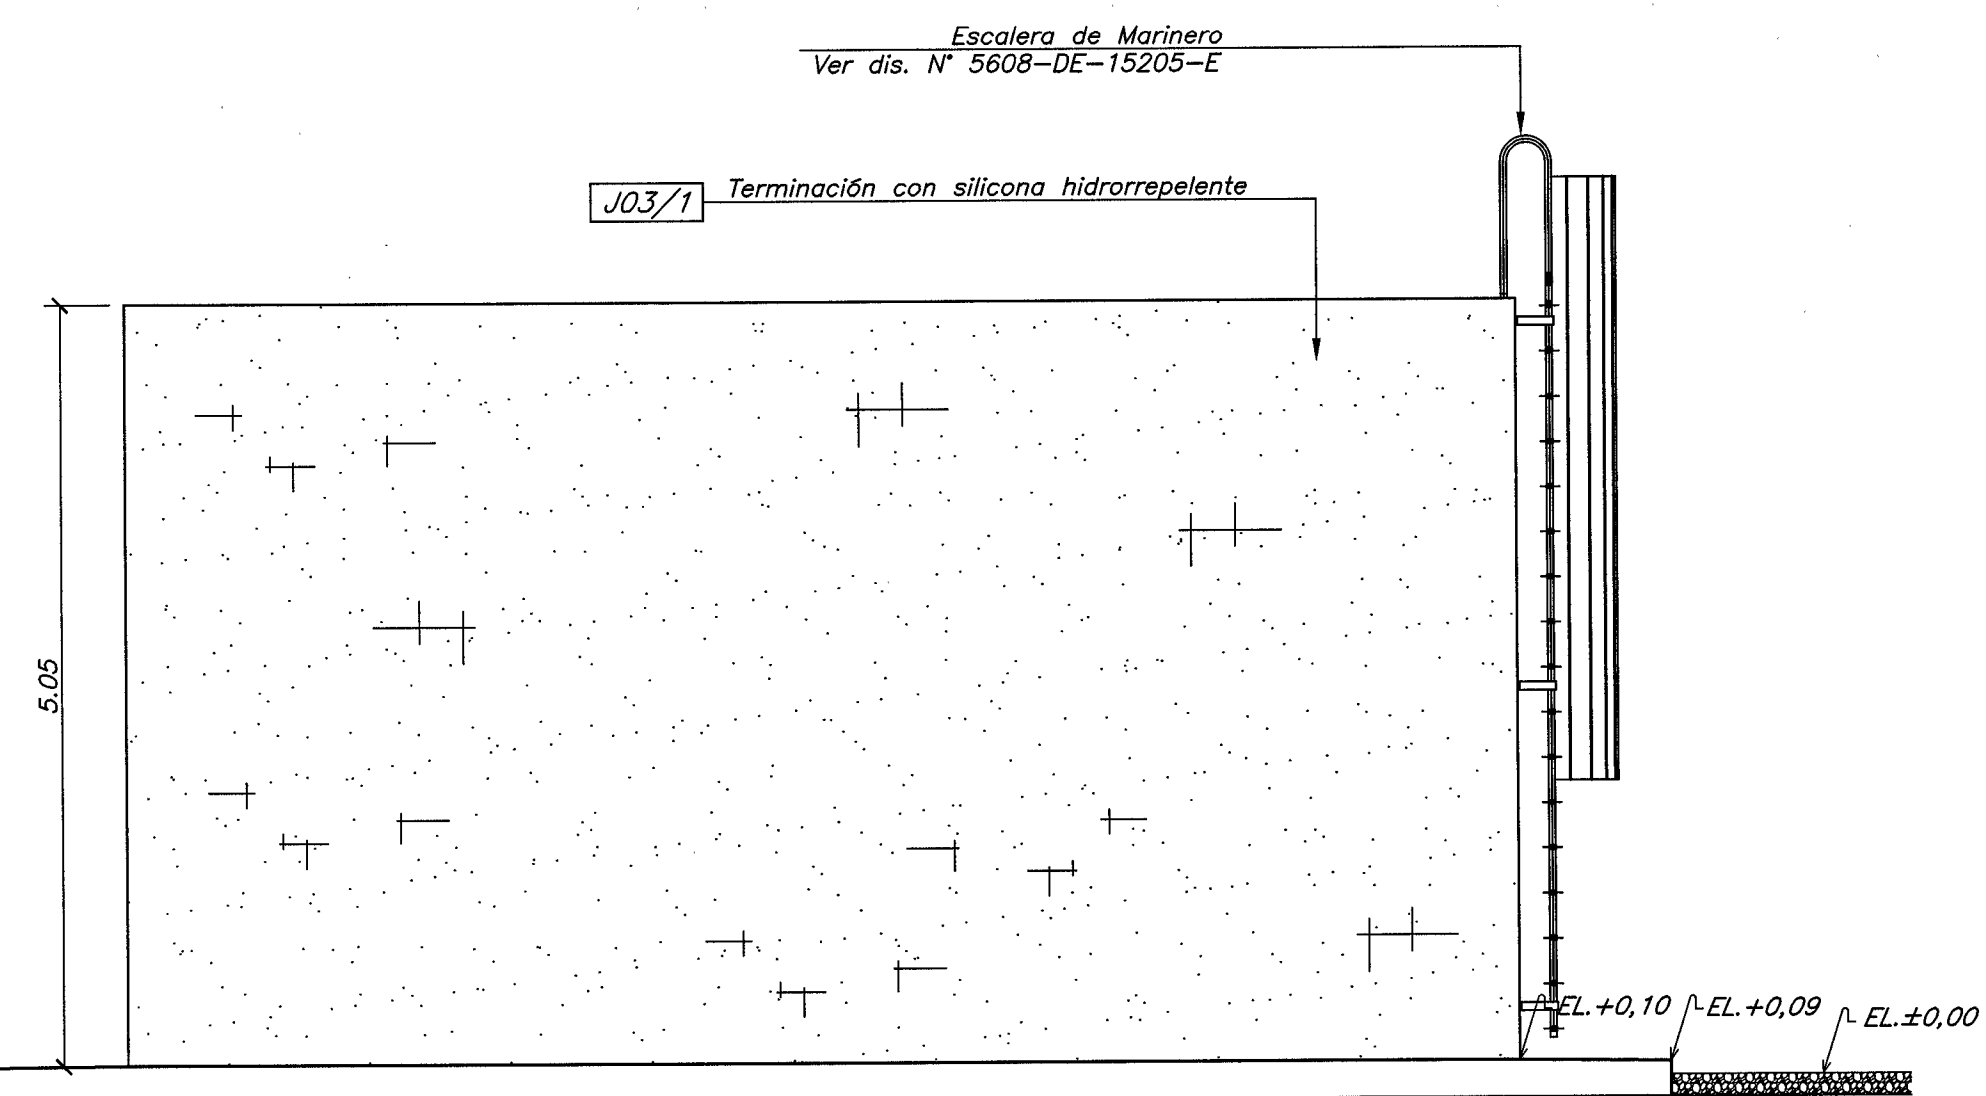 Escalera de Marinero
Ver dis. N° 5608-DE-15205-E
J03/1
Terminación con silicona hidrorrepelente
5.05
EL.+0,10
EL.+0,09
EL.±0,00